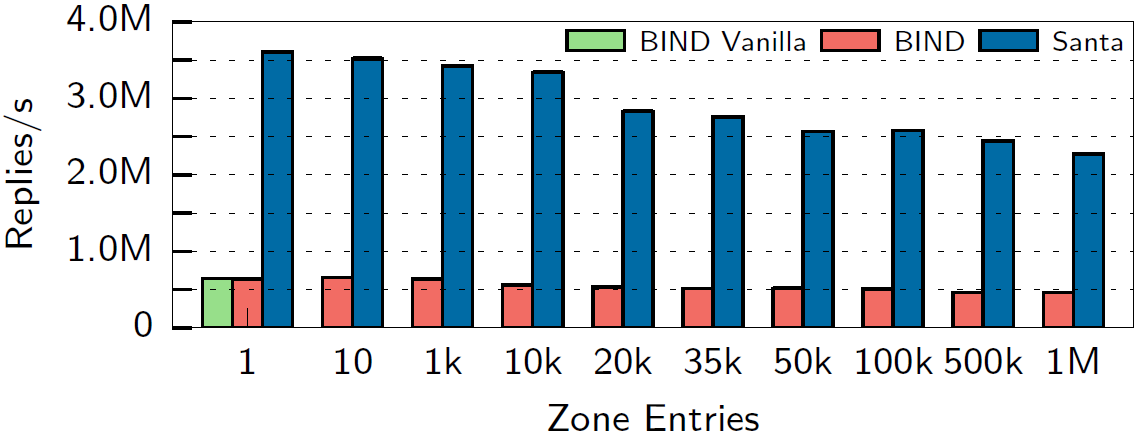 4.0M
3.0M
2.0M
1.0M
0
Replies/s
BIND Vanilla BIND Santa
1 10 1k 10k 20k 35k 50k 100k 500k 1M
Zone Entries